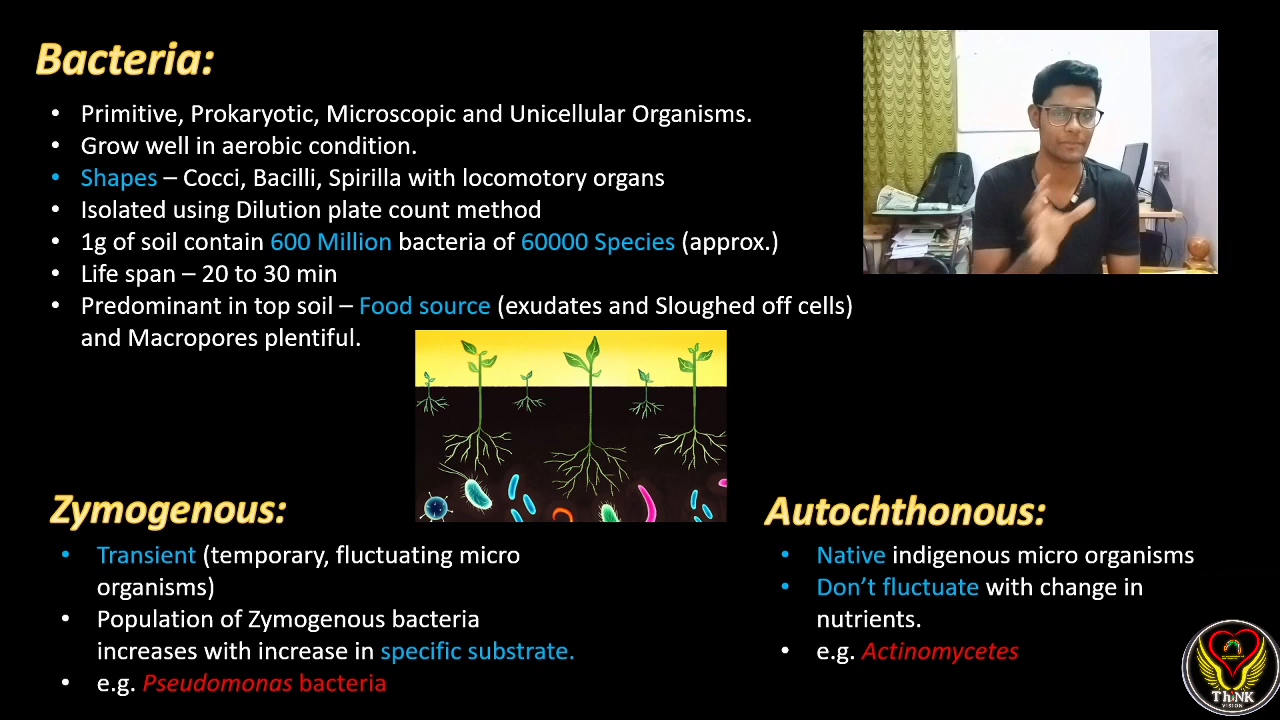 Bacteria:
• Primitive, Prokaryotic, Microscopic and Unicellular Organisms.
• Grow well in aerobic condition.
• Shapes – Cocci, Bacilli, Spirilla with locomotory organs
• Isolated using Dilution plate count method
• 1g of soil contain 600 Million bacteria of 60000 Species (approx.)
• Life span – 20 to 30 min
• Predominant in top soil – Food source (exudates and Sloughed off cells)
and Macropores plentiful.
Zymogenous:
• Transient (temporary, fluctuating micro
organisms)
• Population of Zymogenous bacteria
increases with increase in specific substrate.
• e.g. Pseudomonas bacteria
Autochthonous:
• Native indigenous micro organisms
• Don’t fluctuate with change in
nutrients.
• e.g. Actinomycetes
ThiNK
VISION